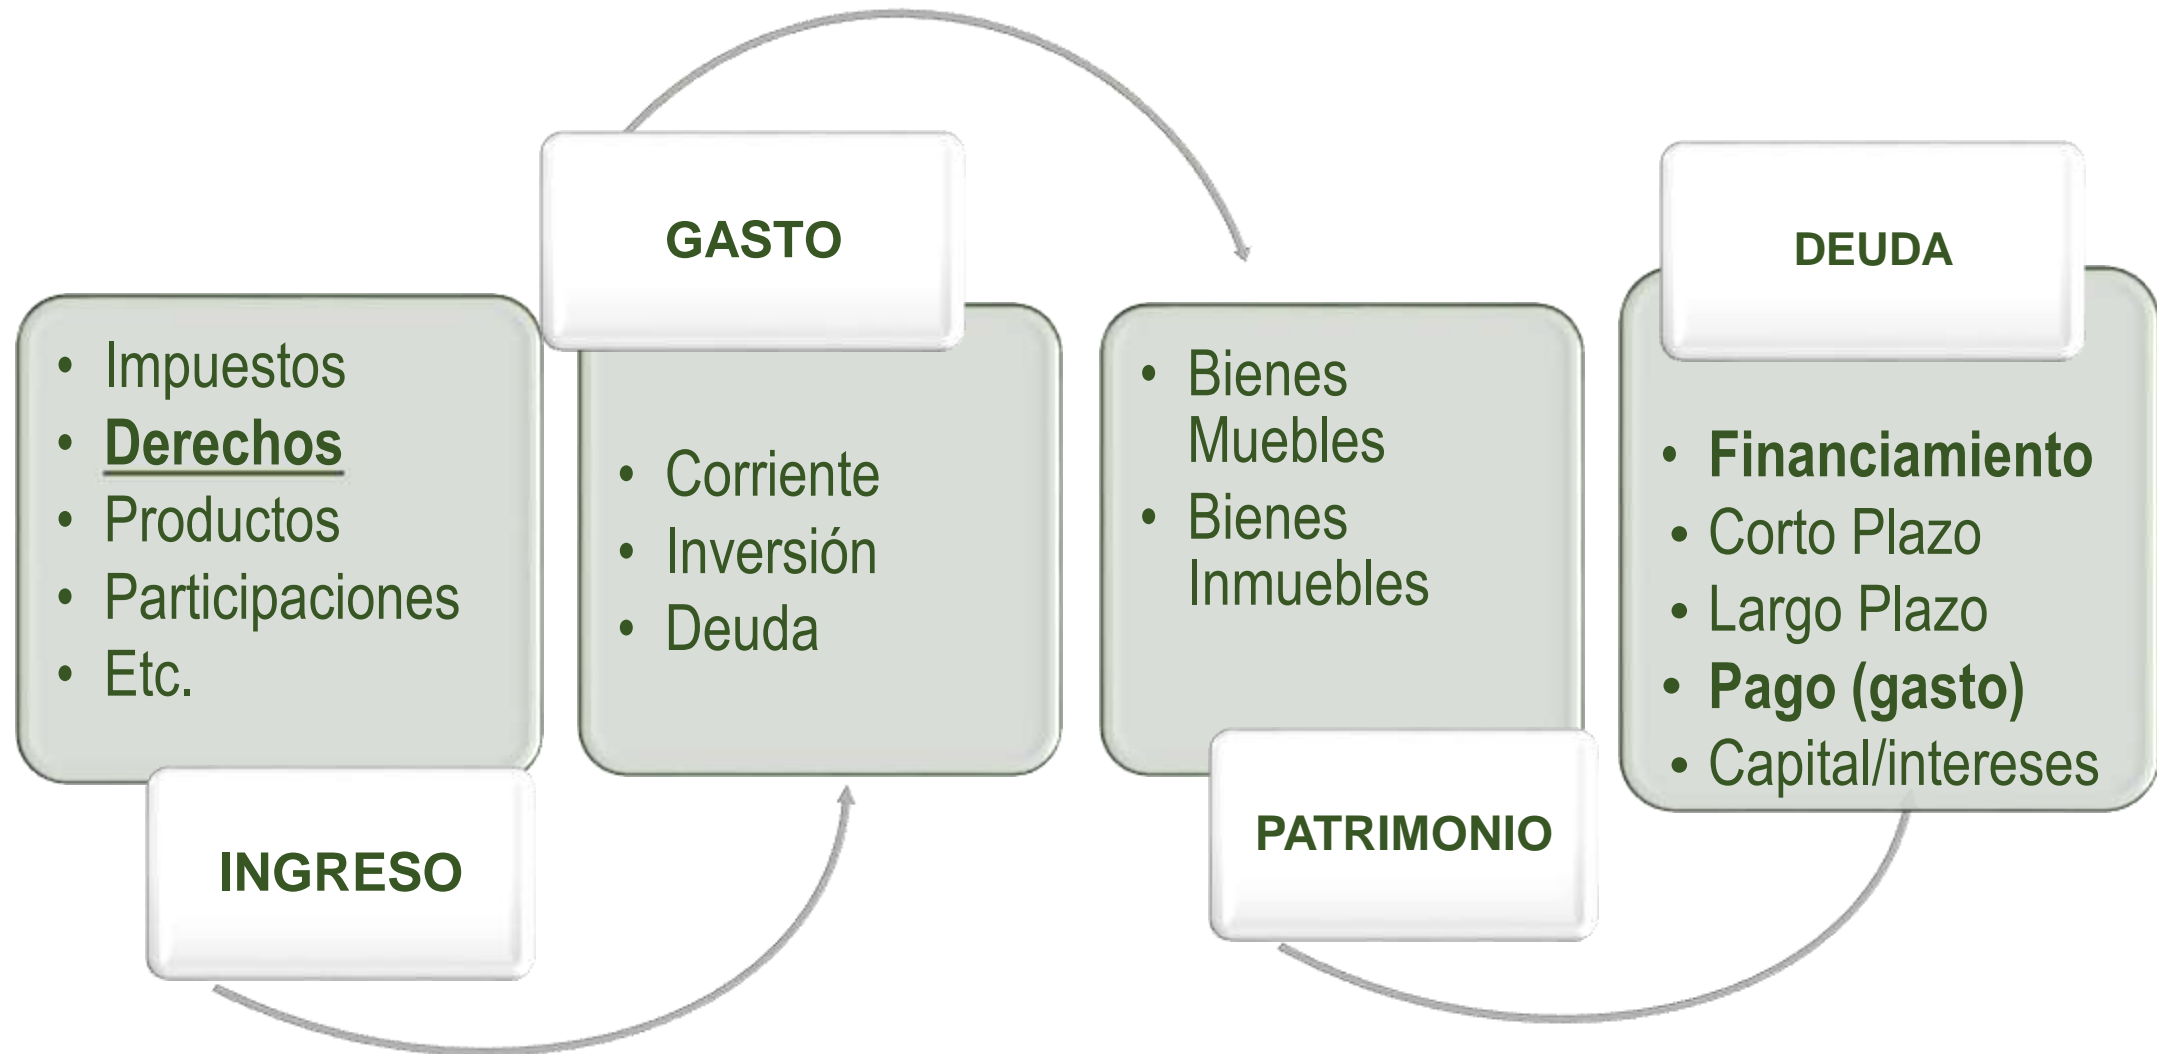 • Impuestos
• Derechos
• Productos
• Participaciones
• Etc.
INGRESO
GASTO
• Corriente
• Inversión
• Deuda
• Bienes
Muebles
• Bienes
Inmuebles
PATRIMONIO
DEUDA
• Financiamiento
• Corto Plazo
• Largo Plazo
• Pago (gasto)
• Capital/intereses